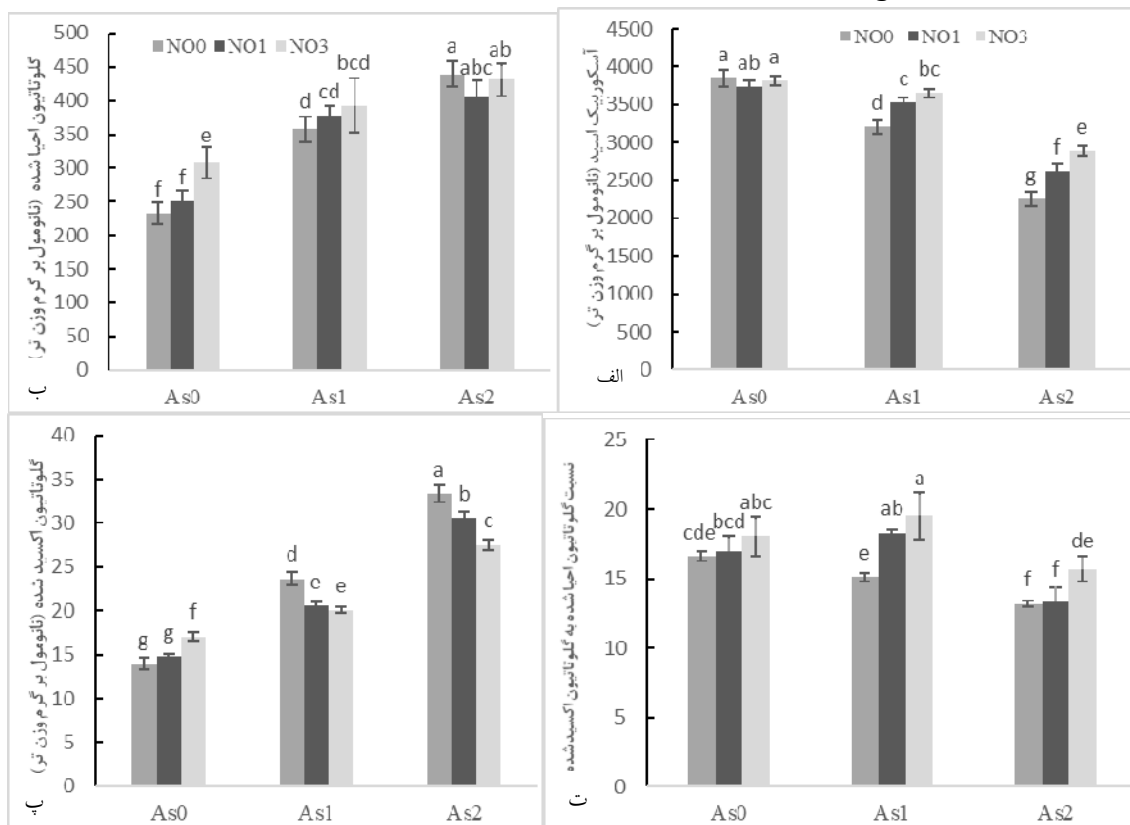 آسکوربیک اسید (نانومول بر گرم وزن تر)
4500
4000
3500
3000
2500
2000
1500
1000
500
0
NO0 NO1 NO3
a ab a
d c bc
g f e
As0 As1 As2
الف
گلوتاتیون احیا شده (نانومول بر گرم وزن تر)
500
450
400
350
300
250
200
150
100
50
0
NO0 NO1 NO3
f f e
d cd bcd
a abc ab
As0 As1 As2
ب
گلوتاتیون اکسید شده (نانومول بر گرم وزن تر)
40
35
30
25
20
15
10
5
0
g g f
d e e
a b c
As0 As1 As2
پ
نسبت گلوتاتیون احیا شده به گلوتاتیون اکسید شده
25
20
15
10
5
0
cde bcd abc
e ab a
f f de
As0 As1 As2
ت